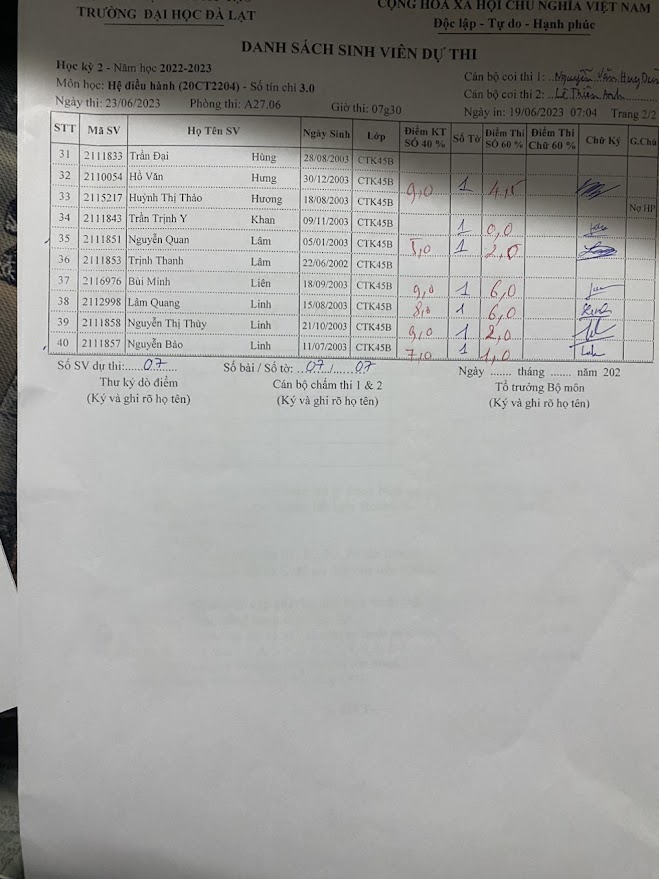 TRƯỜNG ĐẠI HỌC ĐÀ LẠT
CỘNG HOÀ XÃ HỘI CHỦ NGHĨA VIỆT NAM
Độc lập - Tự do - Hạnh phúc
DANH SÁCH SINH VIÊN DỰ THI
Học kỳ 2 - Năm học 2022-2023
Môn học: Hệ điều hành (20CT2204) - Số tín chỉ 3.0
Ngày thi: 23/06/2023 Phòng thi: A27.06 Giờ thi: 07g30
Cán bộ coi thi 1: Nguyễn Văn Huy Dũng
Cán bộ coi thi 2: Lê Thiên Anh
Ngày in: 19/06/2023 07:04 Trang 2/2
STT Mã SV Họ Tên SV Ngày Sinh Lớp Điểm KT SỐ 40 % Số Tờ Điểm Thi SỐ 60 % Điểm Thi Chữ 60 % Chữ Ký G.Chú
31 2111833 Trần Đại Hùng 28/08/2003 CTK45B
32 2110054 Hồ Văn Hưng 30/12/2003 CTK45B 9,0 1 4,5
33 2115217 Huỳnh Thị Thảo Hương 18/08/2003 CTK45B Nợ HP
34 2111843 Trần Trịnh Y Khan 09/11/2003 CTK45B 1 0,0
35 2111851 Nguyễn Quan Lâm 05/01/2003 CTK45B 5,0 1 2,0
36 2111853 Trịnh Thanh Lâm 22/06/2002 CTK45B
37 2116976 Bùi Minh Liên 18/09/2003 CTK45B 9,0 1 6,0
38 2112998 Lâm Quang Linh 15/08/2003 CTK45B 8,0 1 6,0
39 2111858 Nguyễn Thị Thùy Linh 21/10/2003 CTK45B 9,0 1 2,0
40 2111857 Nguyễn Bảo Linh 11/07/2003 CTK45B 7,0 1 1,0
Số SV dự thi: 07 Số bài / Số tờ: 07 / 07 Ngày ...... tháng ...... năm 202
Thư ký dò điểm Cán bộ chấm thi 1 & 2 Tổ trưởng Bộ môn
(Ký và ghi rõ họ tên) (Ký và ghi rõ họ tên) (Ký và ghi rõ họ tên)